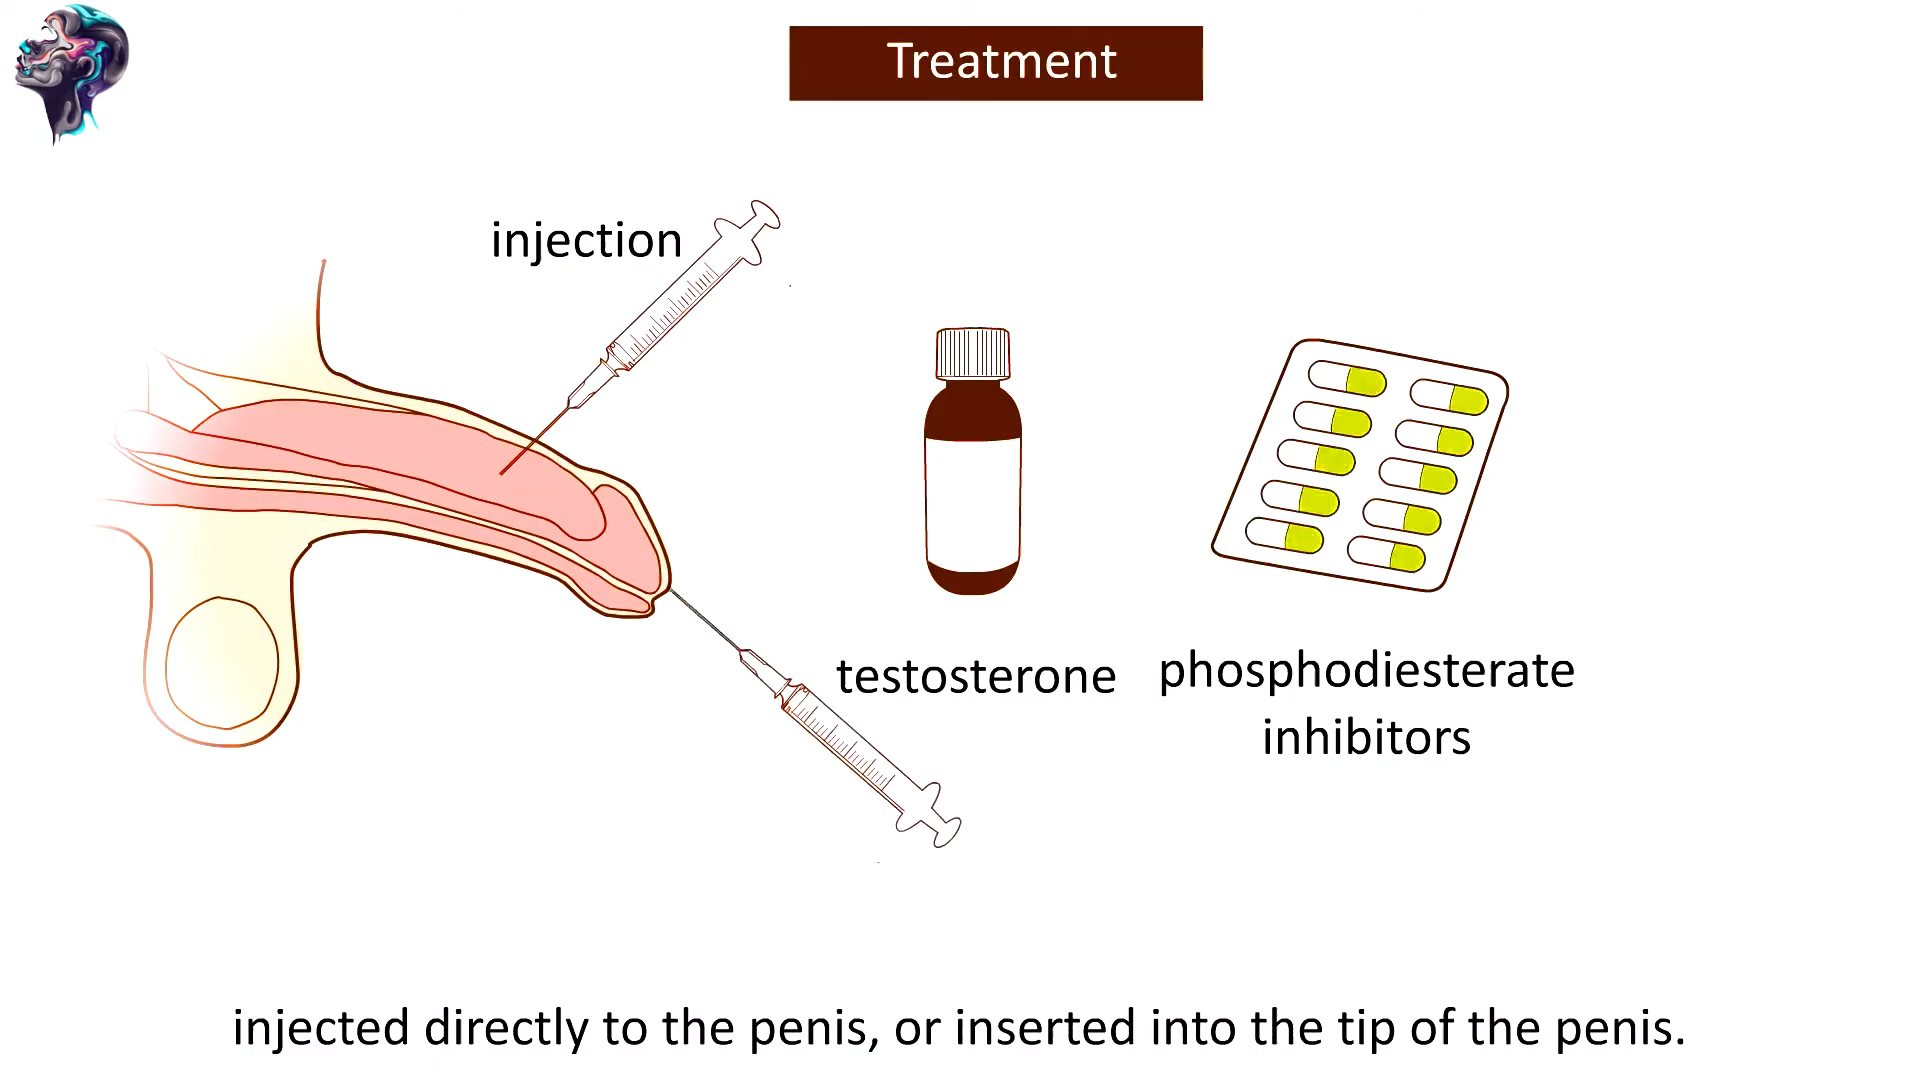 Treatment
injection
testosterone
phosphodiesterate
inhibitors
injected directly to the penis, or inserted into the tip of the penis.